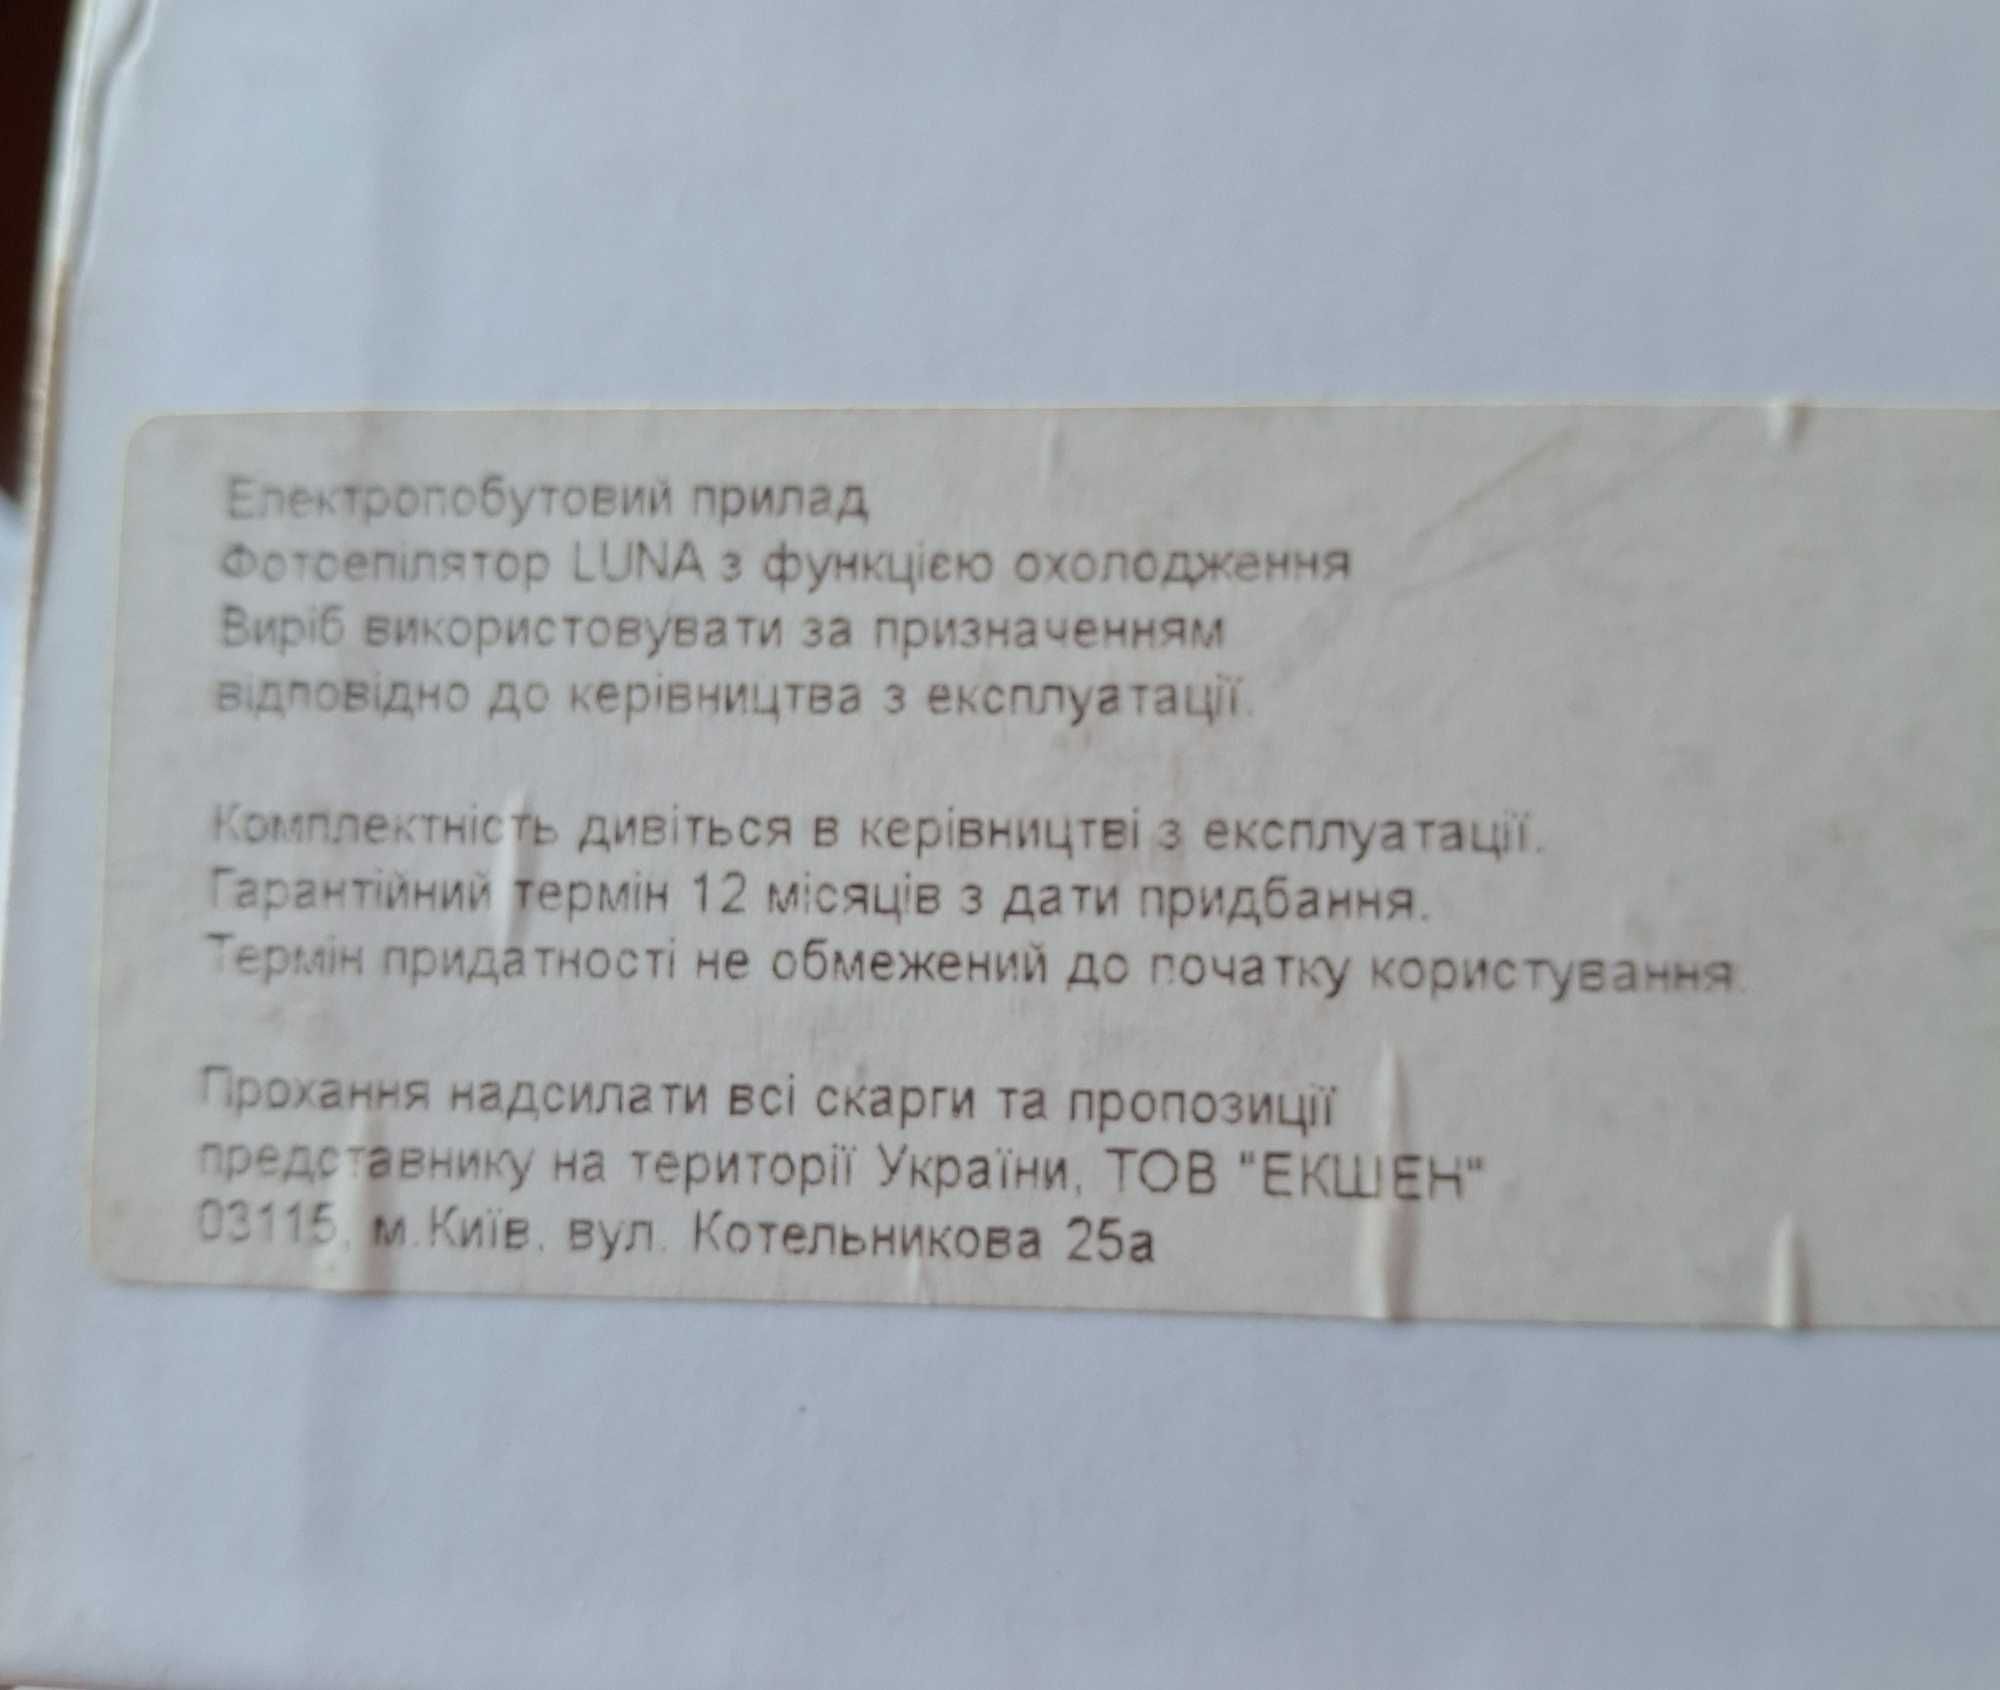 Електропобутовий прилад
Фотоепілятор LUNA з функцією охолодження
Виріб використовувати за призначенням
відповідно до керівництва з експлуатації.
Комплектність дивіться в керівництві з експлуатації.
Гарантійний термін 12 місяців з дати придбання.
Термін придатності не обмежений до початку користування.
Прохання надсилати всі скарги та пропозиції
представнику на території України, ТОВ "ЕКШЕН"
03115, м.Київ, вул. Котельникова 25а